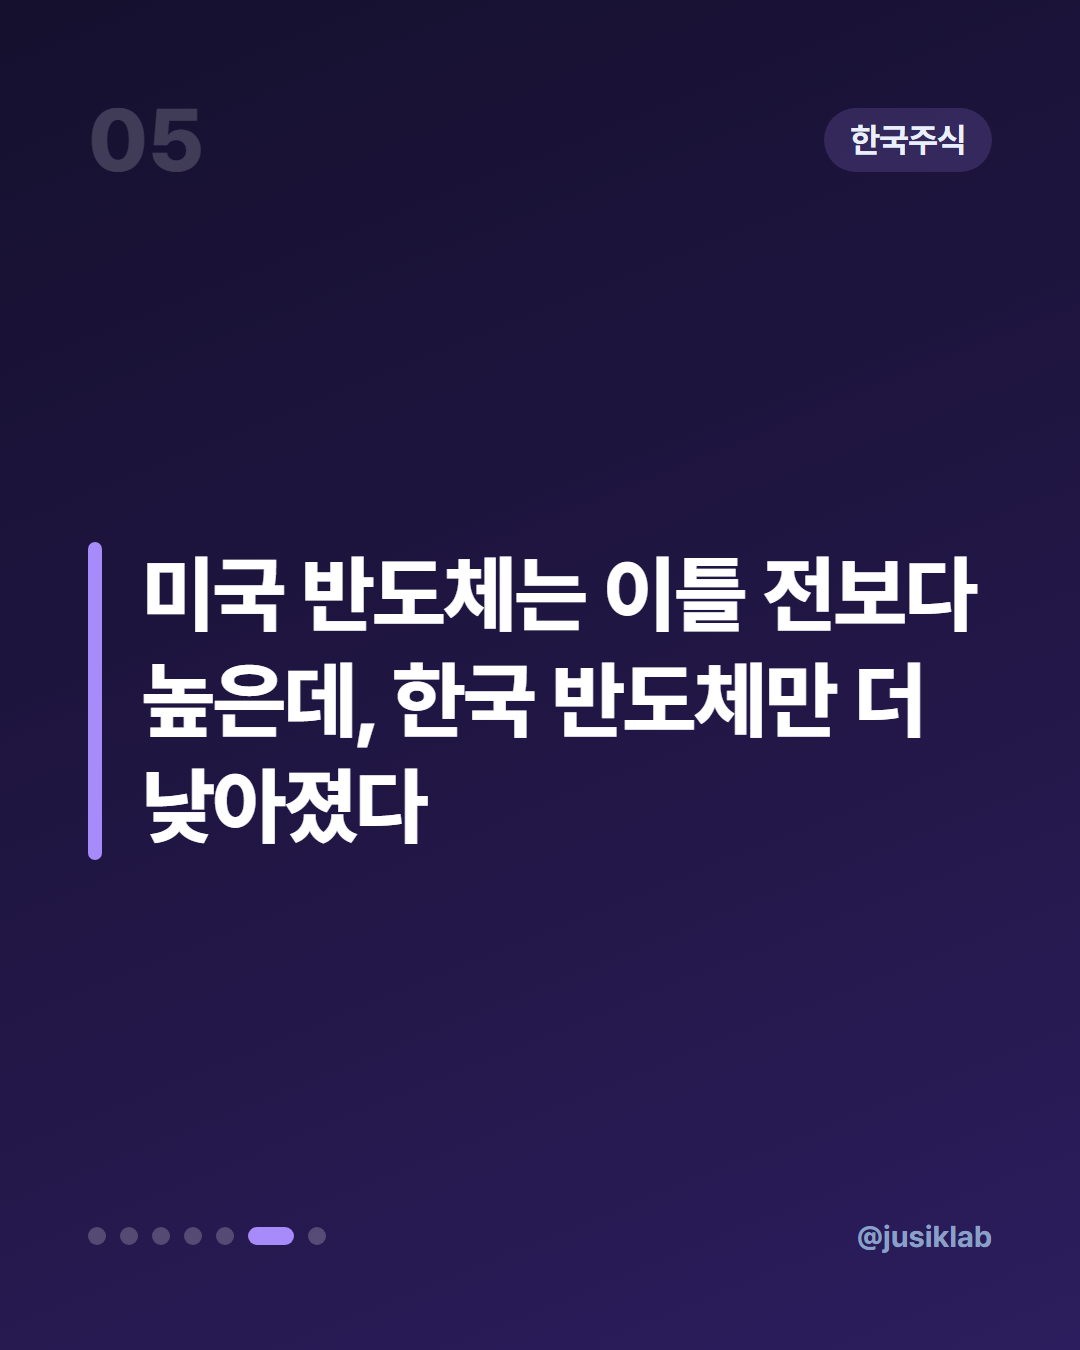 05
한국주식
미국 반도체는 이틀 전보다
높은데, 한국 반도체만 더
낮아졌다
@jusiklab